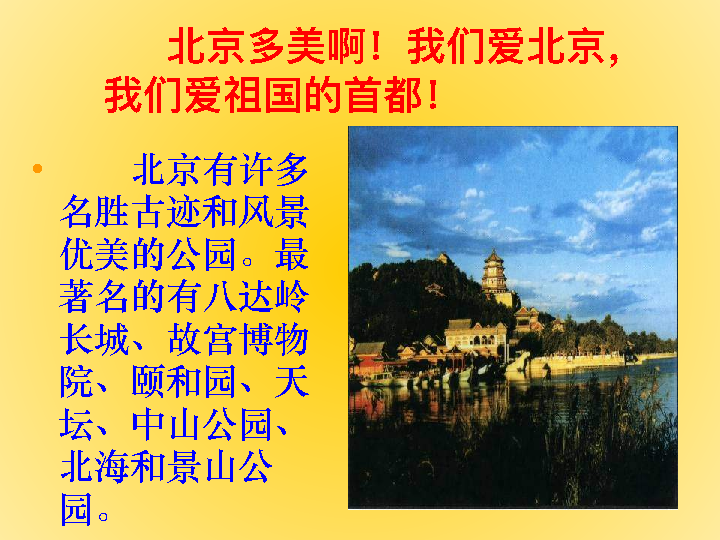 北京多美啊！我们爱北京，
我们爱祖国的首都！
北京有许多
名胜古迹和风景
优美的公园。最
著名的有八达岭
长城、故宫博物
院、颐和园、天
坛、中山公园、
北海和景山公
园。